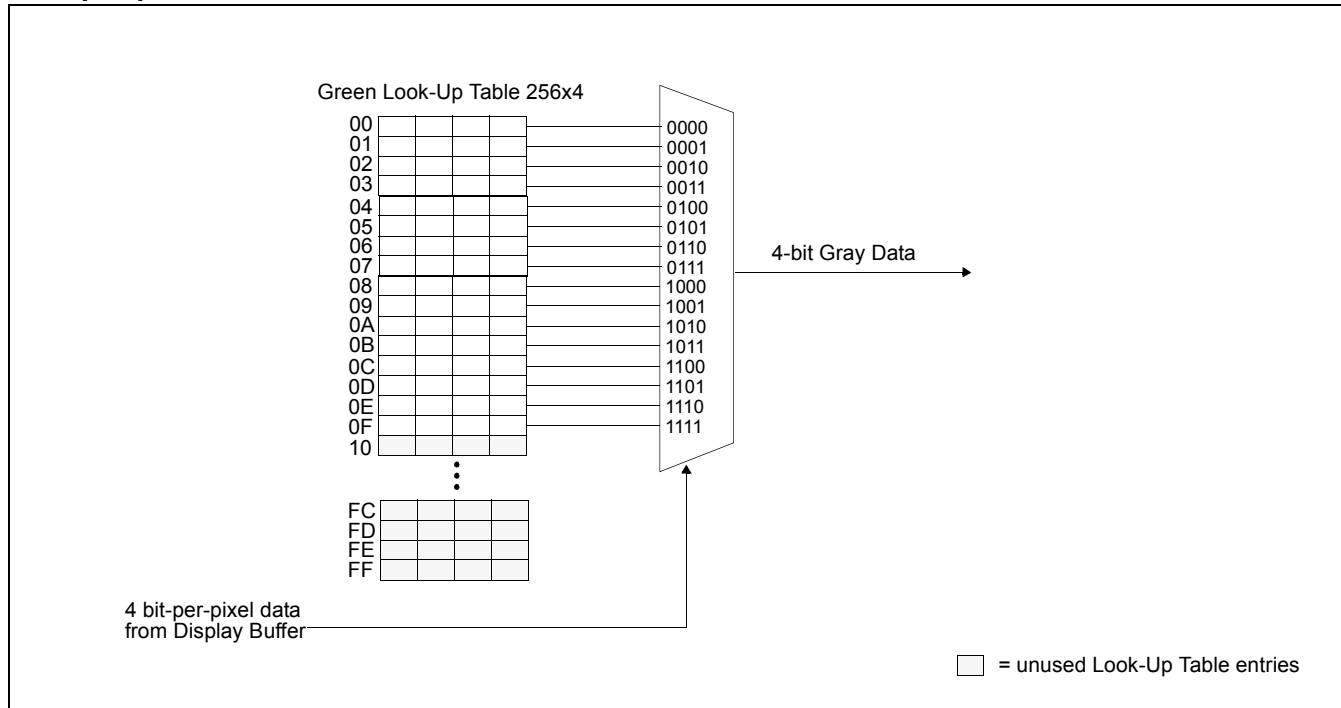 Green Look-Up Table 256x4
00
01
02
03
04
05
06
07
08
09
0A
0B
0C
0D
0E
0F
10
FC
FD
FE
FF
0000
0001
0010
0011
0100
0101
0110
0111
1000
1001
1010
1011
1100
1101
1110
1111
4-bit Gray Data
4 bit-per-pixel data
from Display Buffer
= unused Look-Up Table entries